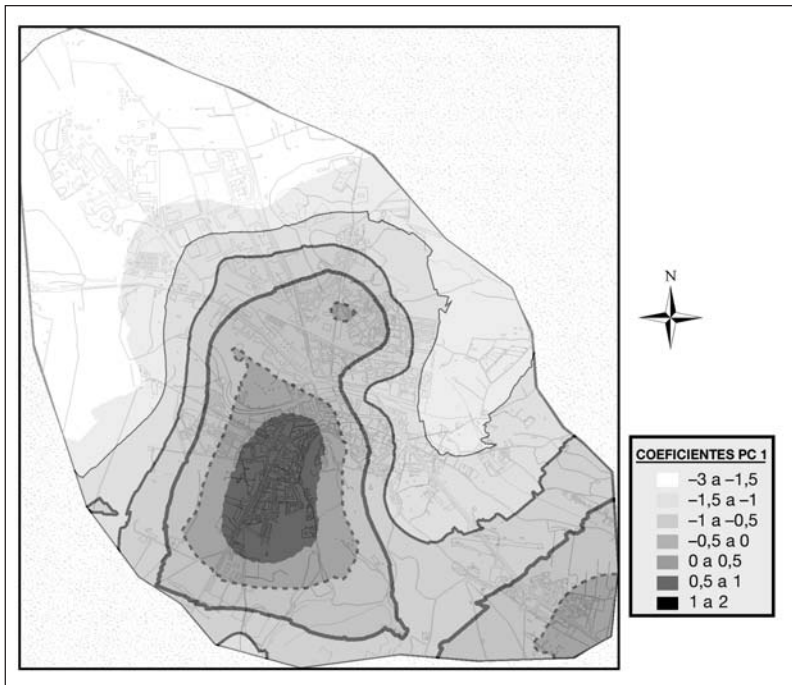 N
COEFICIENTES PC 1
–3 a –1,5
–1,5 a –1
–1 a –0,5
–0,5 a 0
0 a 0,5
0,5 a 1
1 a 2